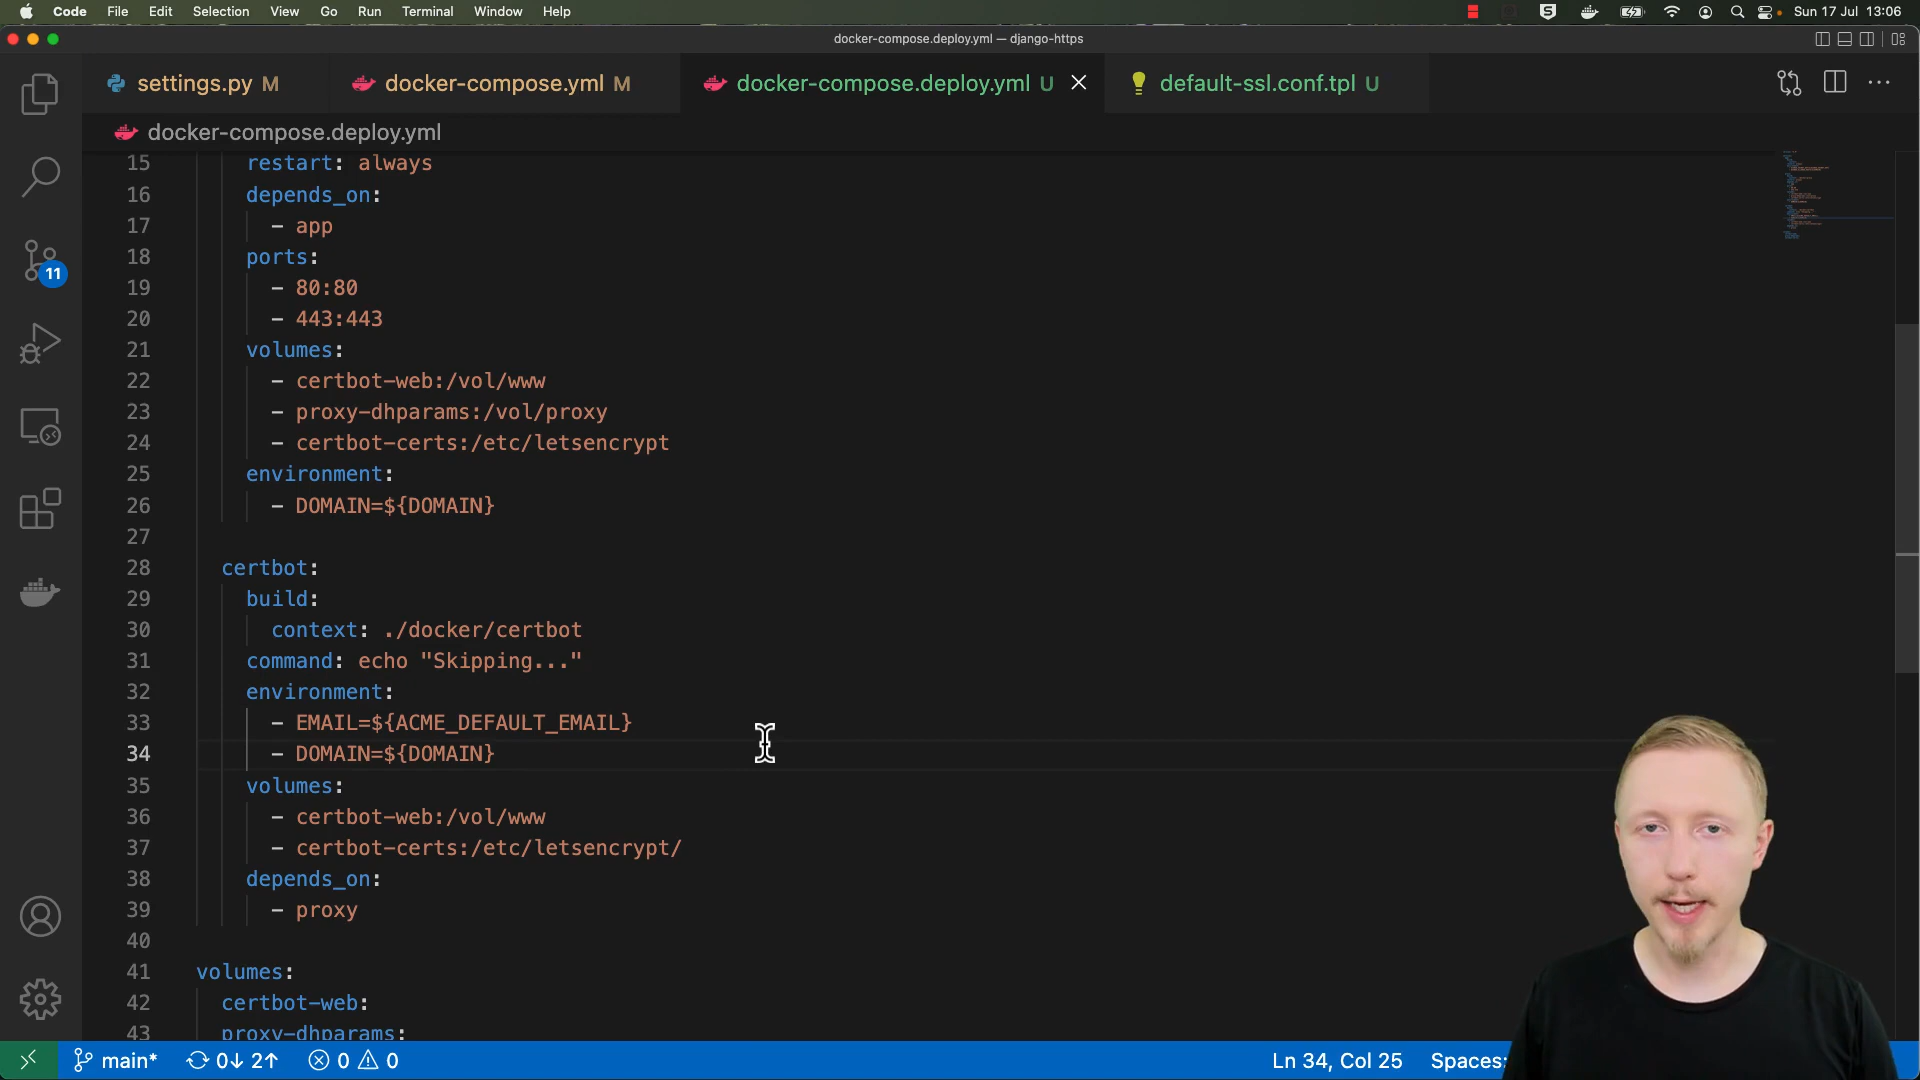 Code File Edit Selection View Go Run Terminal Window Help Sun 17 Jul 13:06
docker-compose.deploy.yml — django-https
settings.py M docker-compose.yml M docker-compose.deploy.yml U default-ssl.conf.tpl U
docker-compose.deploy.yml
15 restart: always
16 depends_on:
17 - app
18 ports:
19 - 80:80
20 - 443:443
21 volumes:
22 - certbot-web:/vol/www
23 - proxy-dhparams:/vol/proxy
24 - certbot-certs:/etc/letsencrypt
25 environment:
26 - DOMAIN=${DOMAIN}
27
28 certbot:
29 build:
30 context: ./docker/certbot
31 command: echo "Skipping..."
32 environment:
33 - EMAIL=${ACME_DEFAULT_EMAIL}
34 - DOMAIN=${DOMAIN}
35 volumes:
36 - certbot-web:/vol/www
37 - certbot-certs:/etc/letsencrypt/
38 depends_on:
39 - proxy
40
41 volumes:
42 certbot-web:
43 proxy-dhparams:
11
main* 0↓ 2↑ 0 0 Ln 34, Col 25 Spaces: